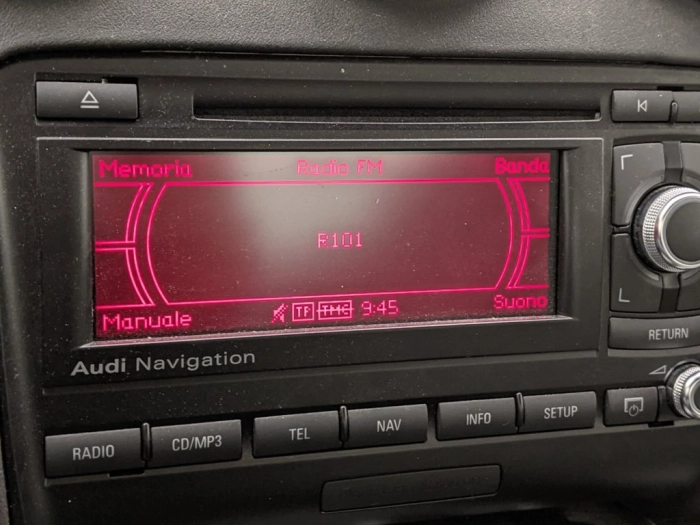 Memoria Radio FM Banda
R101
Manuale TP TMC 9:45 Suono
Audi Navigation
RETURN
RADIO CD/MP3 TEL NAV INFO SETUP